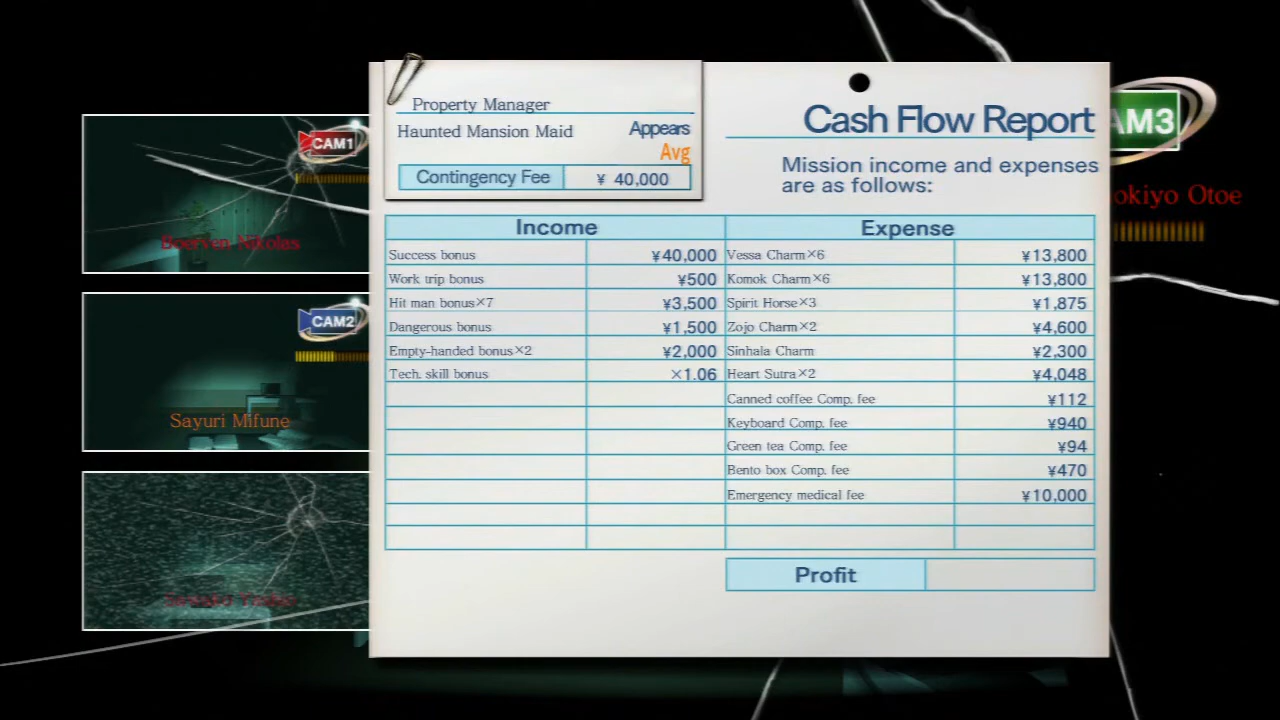 CAM1
Boerven Nikolas
CAM2
Sayuri Mifune
Property Manager
Haunted Mansion Maid
Appears
Avg
Contingency Fee ¥ 40,000
Cash Flow Report
Mission income and expenses
are as follows:
AM3
okiyo Otoe
Income Expense
Success bonus ¥40,000 Vessa Charm×6 ¥13,800
Work trip bonus ¥500 Komok Charm×6 ¥13,800
Hit man bonus×7 ¥3,500 Spirit Horse×3 ¥1,875
Dangerous bonus ¥1,500 Zojo Charm×2 ¥4,600
Empty-handed bonus×2 ¥2,000 Sinhala Charm ¥2,300
Tech. skill bonus ×1.06 Heart Sutra×2 ¥4,048
Canned coffee Comp. fee ¥112
Keyboard Comp. fee ¥940
Green tea Comp. fee ¥94
Bento box Comp. fee ¥470
Emergency medical fee ¥10,000
Profit